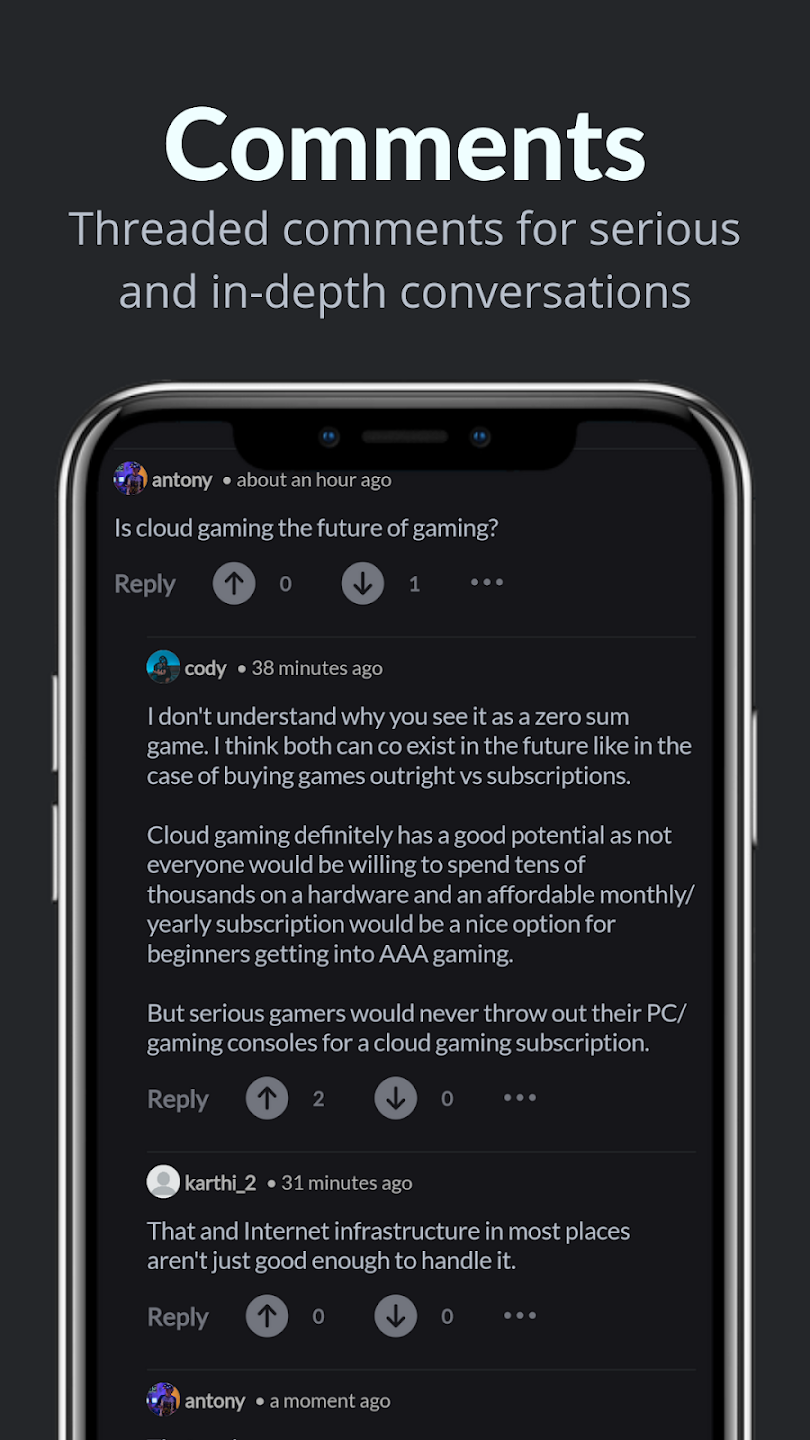 Comments
Threaded comments for serious
and in-depth conversations
antony • about an hour ago
Is cloud gaming the future of gaming?
Reply 0 1 •••
cody • 38 minutes ago
I don't understand why you see it as a zero sum
game. I think both can co exist in the future like in the
case of buying games outright vs subscriptions.
Cloud gaming definitely has a good potential as not
everyone would be willing to spend tens of
thousands on a hardware and an affordable monthly/
yearly subscription would be a nice option for
beginners getting into AAA gaming.
But serious gamers would never throw out their PC/
gaming consoles for a cloud gaming subscription.
Reply 2 0 •••
karthi_2 • 31 minutes ago
That and Internet infrastructure in most places
aren't just good enough to handle it.
Reply 0 0 •••
antony • a moment ago